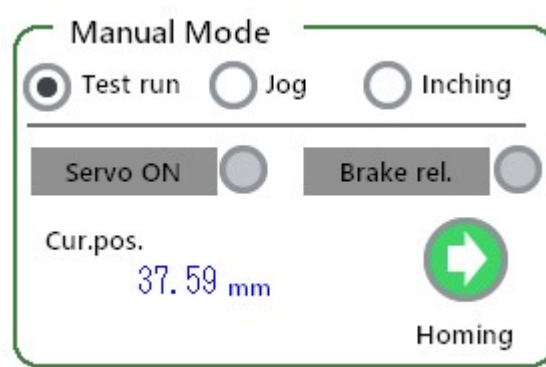 Manual Mode
Test run Jog Inching
Servo ON Brake rel.
Cur.pos.
37.59 mm
Homing